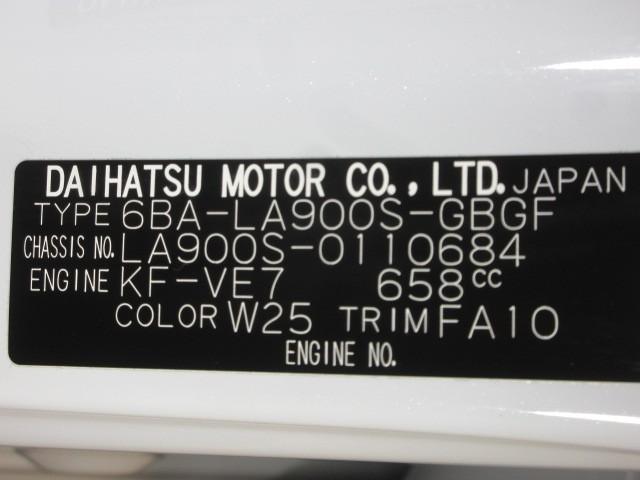 DAIHATSU MOTOR CO., LTD. JAPAN
TYPE 6BA-LA900S-GBGF
CHASSIS NO. LA900S-0110684
ENGINE KF-VE7 658cc
COLOR W25 TRIM FA10
ENGINE NO.